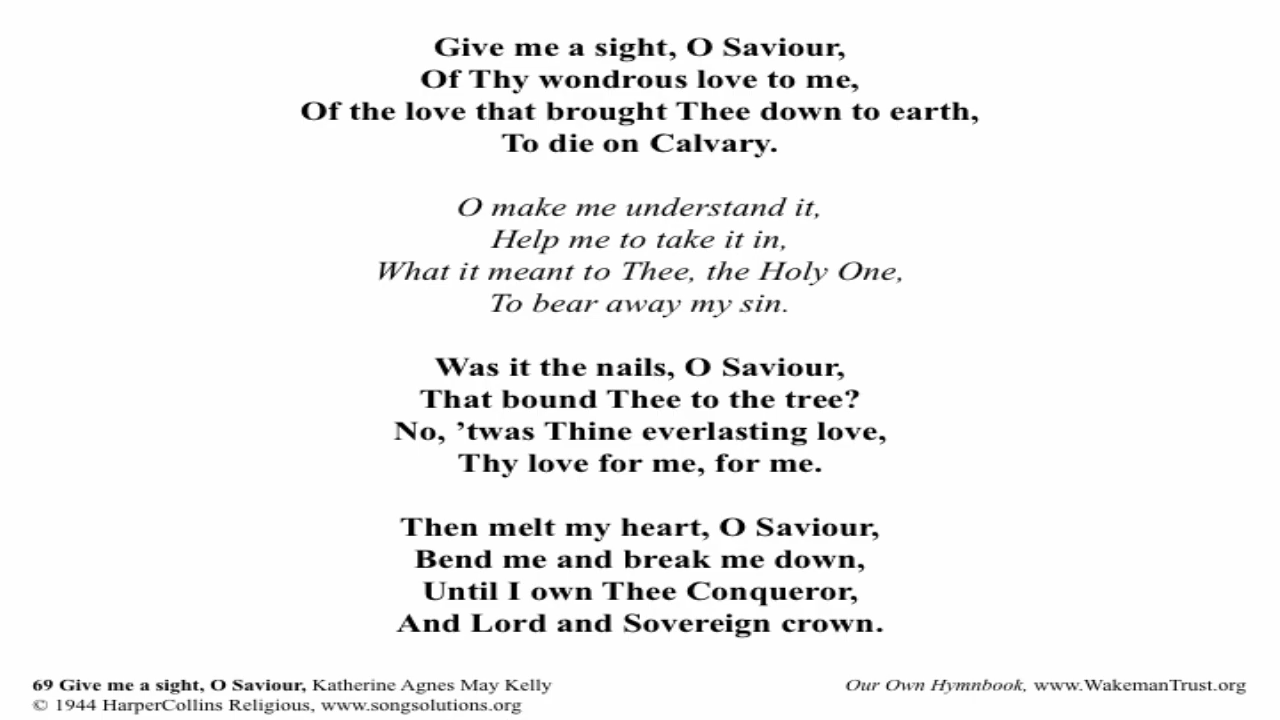 Give me a sight, O Saviour,
Of Thy wondrous love to me,
Of the love that brought Thee down to earth,
To die on Calvary.
O make me understand it,
Help me to take it in,
What it meant to Thee, the Holy One,
To bear away my sin.
Was it the nails, O Saviour,
That bound Thee to the tree?
No, ’twas Thine everlasting love,
Thy love for me, for me.
Then melt my heart, O Saviour,
Bend me and break me down,
Until I own Thee Conqueror,
And Lord and Sovereign crown.
69 Give me a sight, O Saviour, Katherine Agnes May Kelly
© 1944 HarperCollins Religious, www.songsolutions.org
Our Own Hymnbook, www.WakemanTrust.org